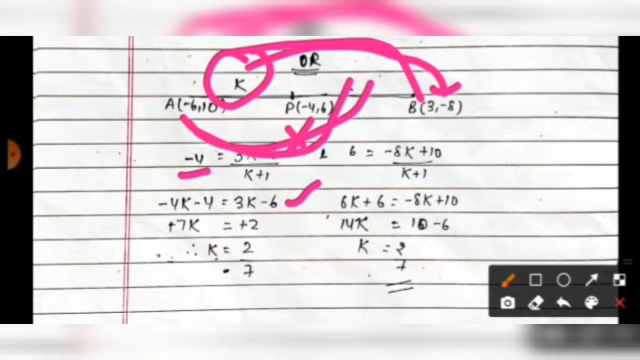 OR
K
A(-6,10) P(-4,6) B(3,-8)
-4 = 3K-6 / K+1 & 6 = -8K+10 / K+1
-4K-4 = 3K-6 6K+6 = -8K+10
+7K = +2 14K = 10-6
∴ K = 2/7 K = 2/7